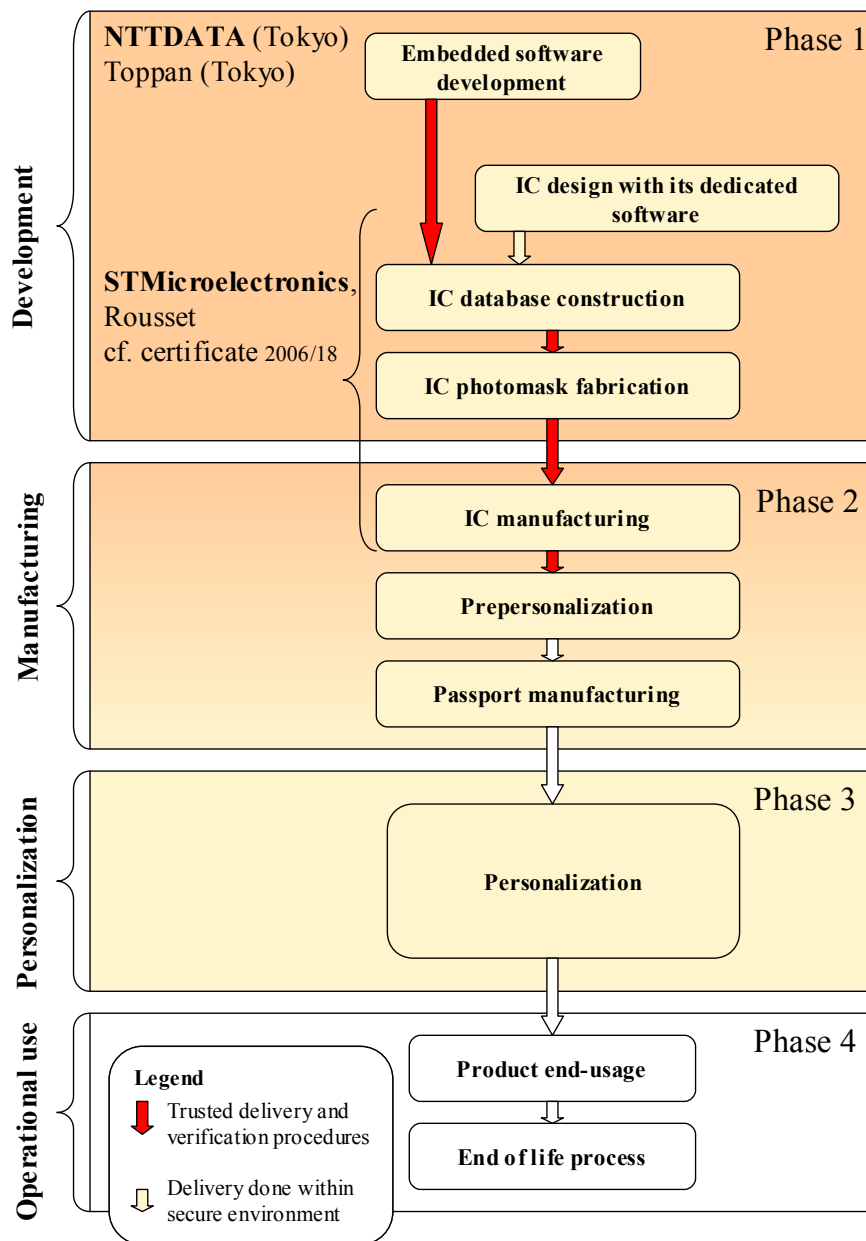 NTTDATA (Tokyo)
Toppan (Tokyo)
Phase 1
Embedded software
development
IC design with its dedicated
software
Development
STMicroelectronics,
Rousset
cf. certificate 2006/18
IC database construction
IC photomask fabrication
Phase 2
Manufacturing
IC manufacturing
Prepersonalization
Passport manufacturing
Phase 3
Personalization
Personalization
Phase 4
Operational use
Product end-usage
End of life process
Legend
Trusted delivery and
verification procedures
Delivery done within
secure environment